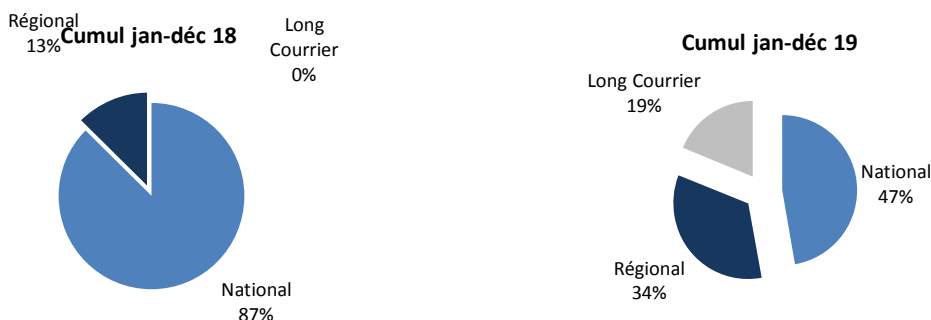 Régional
13%
Cumul jan-déc 18
Long
Courrier
0%
National
87%
Cumul jan-déc 19
Long Courrier
19%
National
47%
Régional
34%